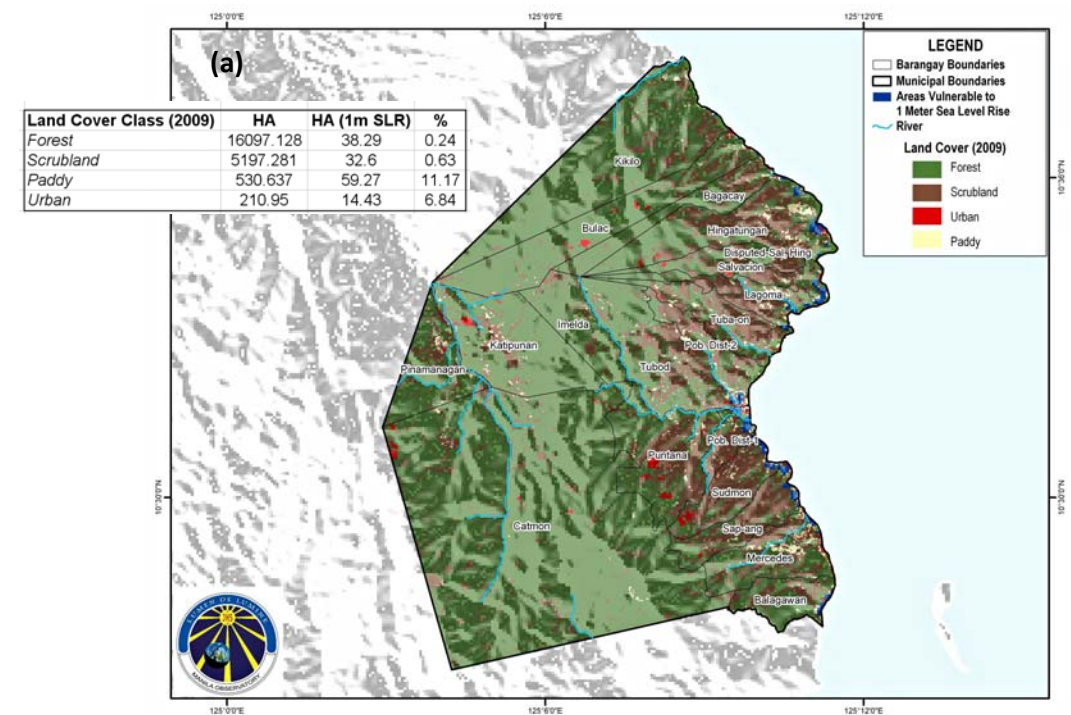 125°0'0"E 125°6'0"E 125°12'0"E
(a)
LEGEND
Barangay Boundaries
Municipal Boundaries
Areas Vulnerable to
1 Meter Sea Level Rise
River
Land Cover (2009)
Forest
Scrubland
Urban
Paddy
Land Cover Class (2009) HA HA (1m SLR) %
Forest 16097.128 38.29 0.24
Scrubland 5197.281 32.6 0.63
Paddy 530.637 59.27 11.17
Urban 210.95 14.43 6.84
Kikilo
Bagacay
Bulac
Hingatungan
Disputed-Sal-Hing
Salvacion
Lagoma
Imelda
Tuba-on
Katipunan
Pob. Dist-2
Pinamanagan
Tubod
Pob. Dist-1
Puntana
Sudmon
Catmon
Sap-ang
Mercedes
Balagawan
10°30'0"N
10°30'0"N
LUMEN DE LUMINE
MANILA OBSERVATORY
125°0'0"E 125°6'0"E 125°12'0"E